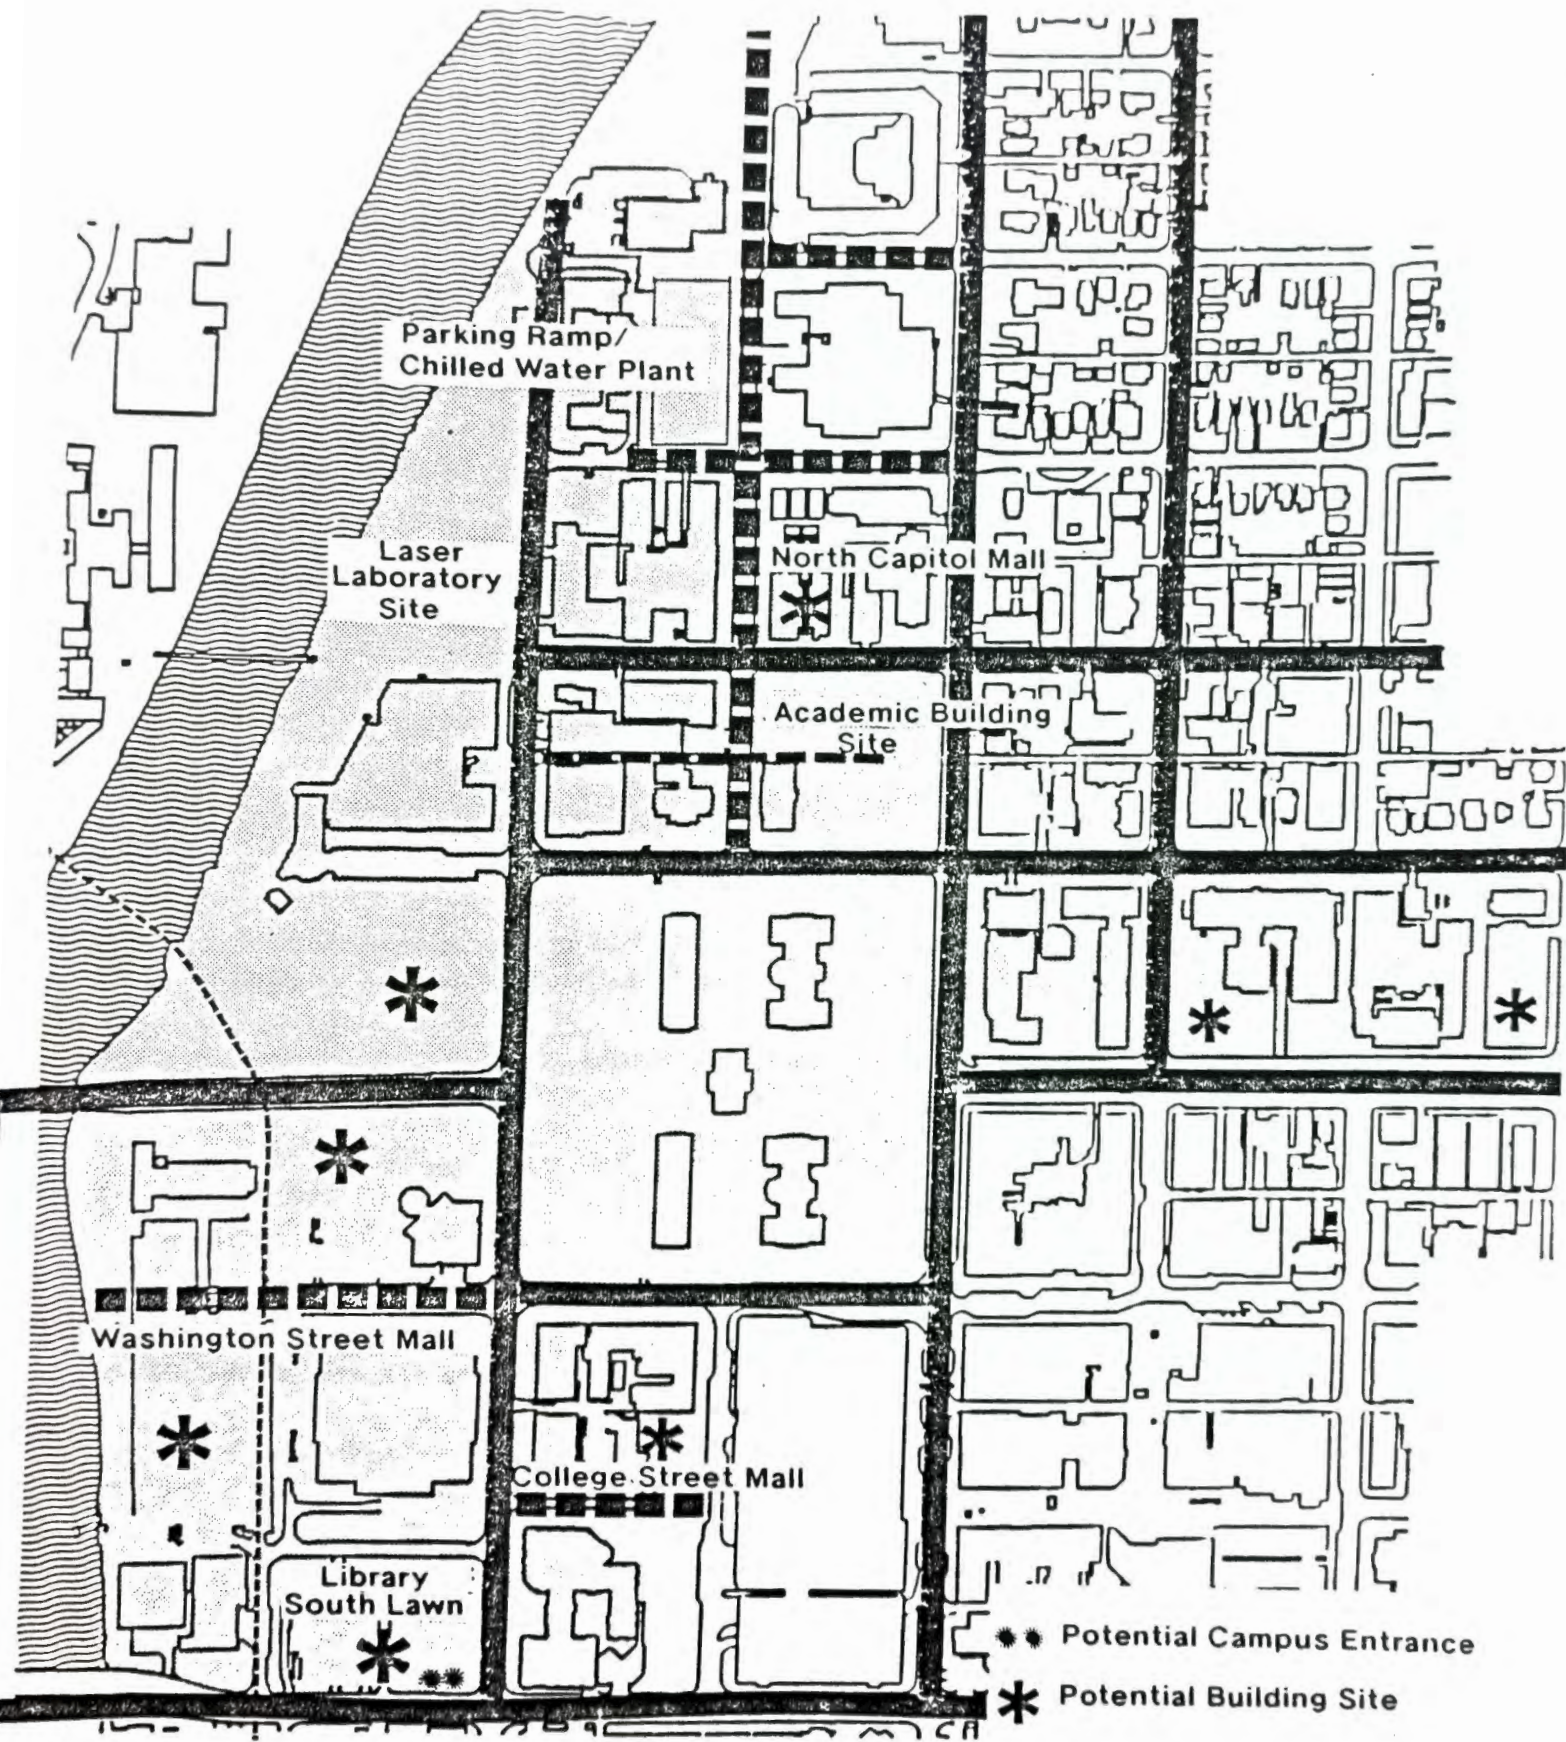 Parking Ramp/
Chilled Water Plant
Laser
Laboratory
Site
North Capitol Mall
Academic Building
Site
Washington Street Mall
College Street Mall
Library
South Lawn
Potential Campus Entrance
Potential Building Site